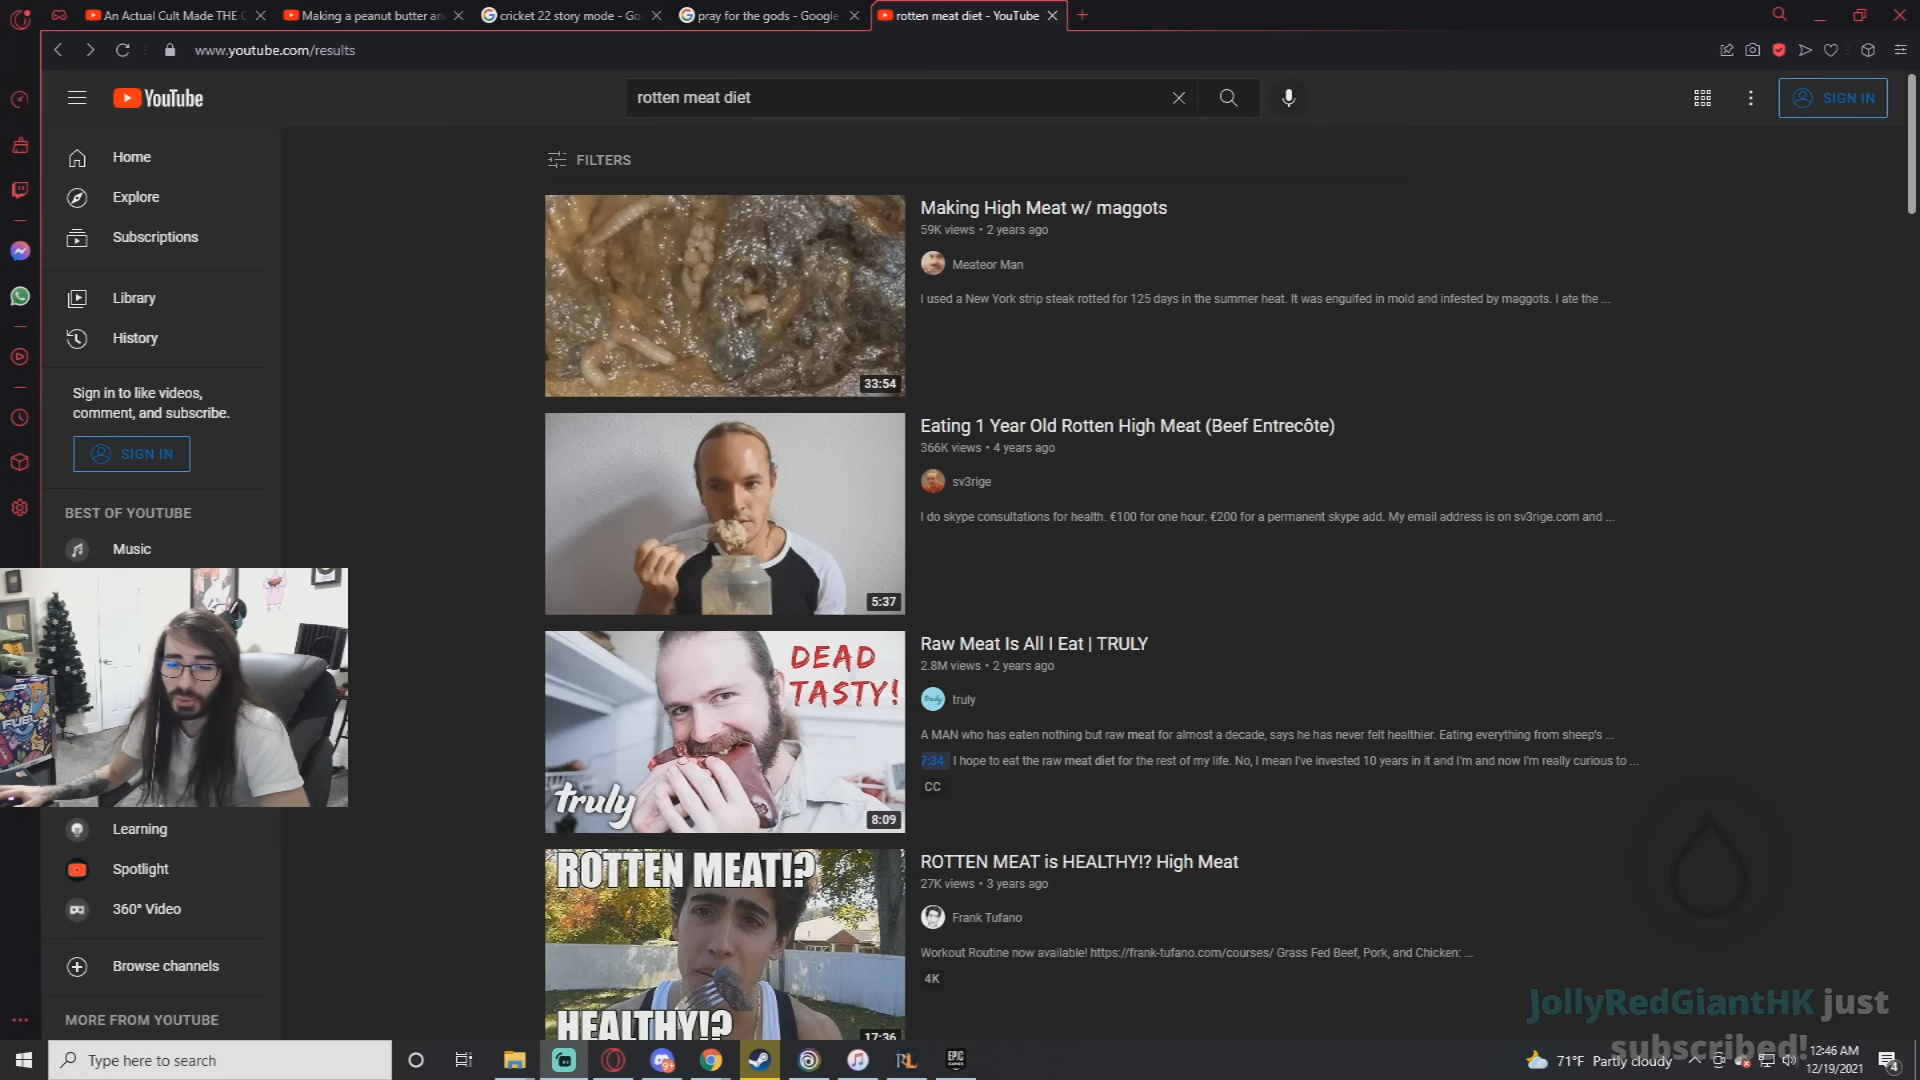 An Actual Cult Made THE
Making a peanut butter an
cricket 22 story mode - Go
pray for the gods - Google
rotten meat diet - YouTube
www.youtube.com/results
YouTube
rotten meat diet
SIGN IN
Home
Explore
Subscriptions
Library
History
Sign in to like videos,
comment, and subscribe.
SIGN IN
BEST OF YOUTUBE
Music
Learning
Spotlight
360° Video
Browse channels
MORE FROM YOUTUBE
FILTERS
33:54
Making High Meat w/ maggots
59K views • 2 years ago
Meateor Man
I used a New York strip steak rotted for 125 days in the summer heat. It was engulfed in mold and infested by maggots. I ate the ...
5:37
Eating 1 Year Old Rotten High Meat (Beef Entrecôte)
366K views • 4 years ago
sv3rige
I do skype consultations for health. €100 for one hour. €200 for a permanent skype add. My email address is on sv3rige.com and ...
DEAD
TASTY!
truly
8:09
Raw Meat Is All I Eat | TRULY
2.8M views • 2 years ago
truly
truly
A MAN who has eaten nothing but raw meat for almost a decade, says he has never felt healthier. Eating everything from sheep's ...
7:34 I hope to eat the raw meat diet for the rest of my life. No, I mean I've invested 10 years in it and I'm and now I'm really curious to ...
CC
ROTTEN MEAT!?
HEALTHY!?
17:36
ROTTEN MEAT is HEALTHY!? High Meat
27K views • 3 years ago
Frank Tufano
Workout Routine now available! https://frank-tufano.com/courses/ Grass Fed Beef, Pork, and Chicken: ...
4K
FUEL
JollyRedGiantHK just
subscribed!
Type here to search
9+
EPIC
GAMES
71°F Partly cloudy
12:46 AM
12/19/2021
4